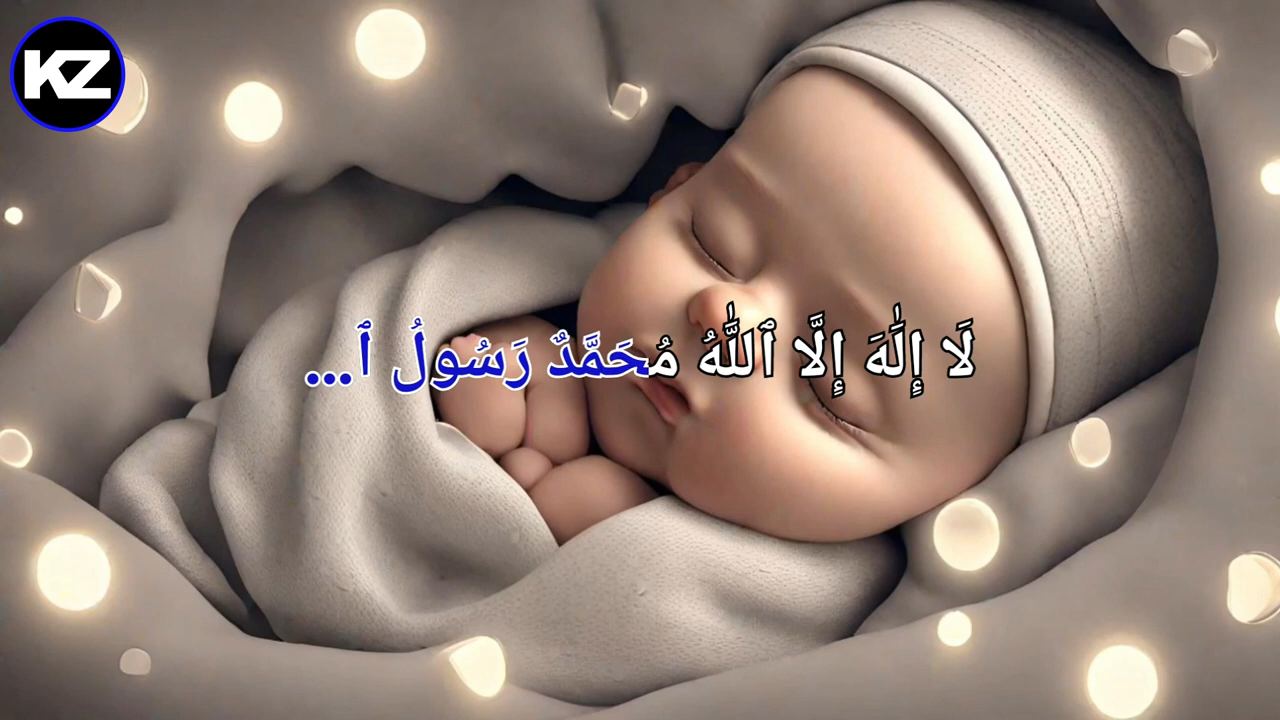 KZ
لَا إِلَٰهَ إِلَّا ٱللَّٰهُ مُحَمَّدٌ رَسُولُ ٱ...